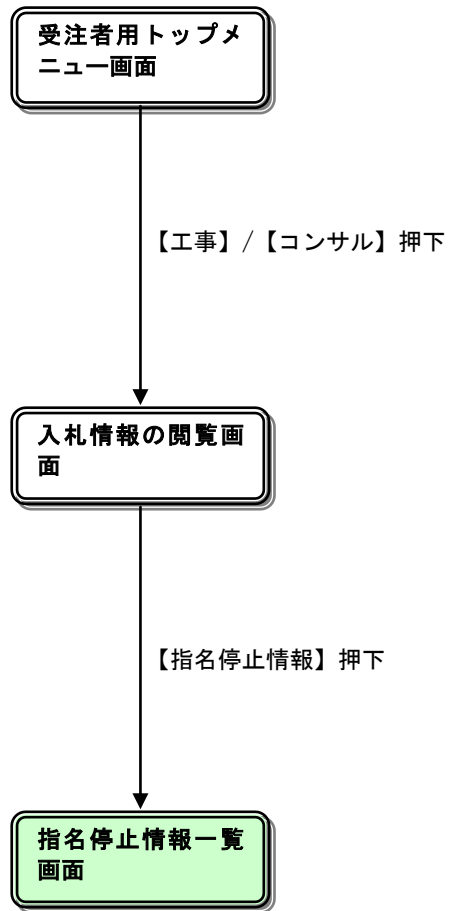 受注者用トップメ
ニュー画面
【工事】/【コンサル】押下
入札情報の閲覧画
面
【指名停止情報】押下
指名停止情報一覧
画面